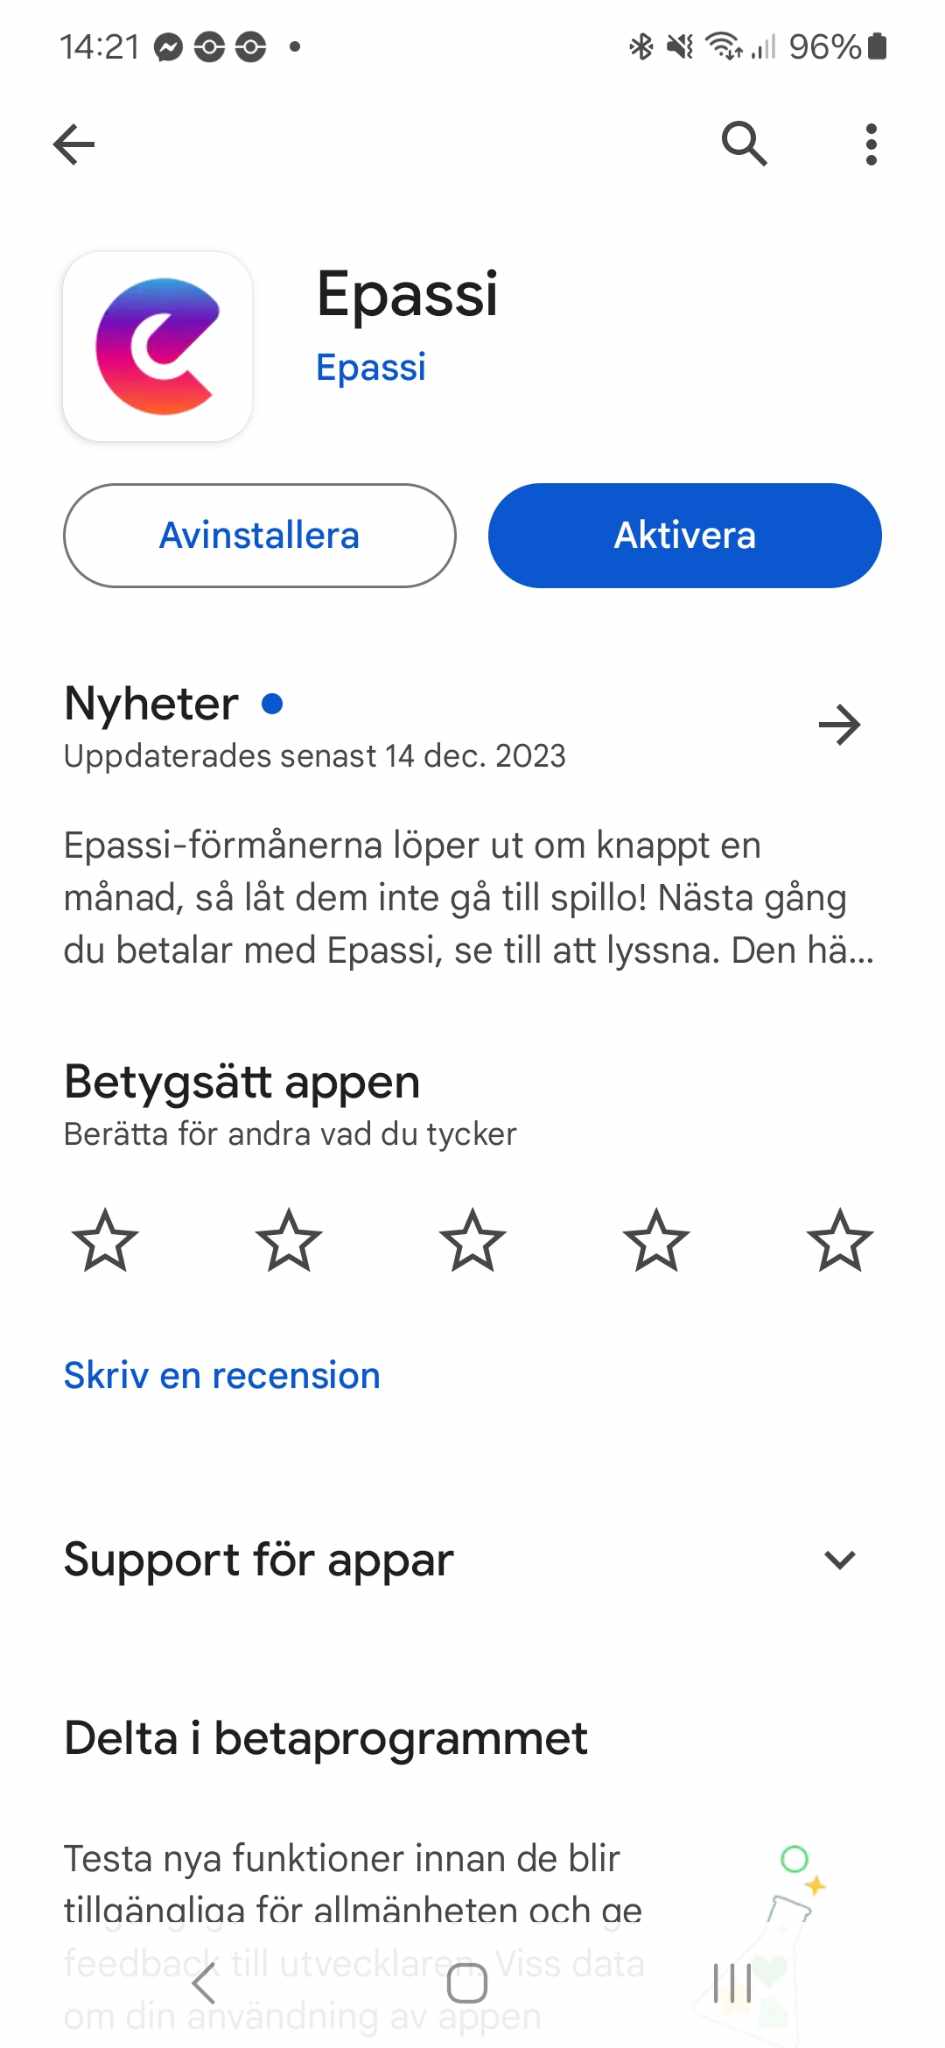 14:21
96%
Epassi
Epassi
Avinstallera
Aktivera
Nyheter
Uppdaterades senast 14 dec. 2023
Epassi-förmånerna löper ut om knappt en
månad, så låt dem inte gå till spillo! Nästa gång
du betalar med Epassi, se till att lyssna. Den hä...
Betygsätt appen
Berätta för andra vad du tycker
Skriv en recension
Support för appar
Delta i betaprogrammet
Testa nya funktioner innan de blir
tillgängliga för allmänheten och ge
feedback till utvecklaren. Viss data
om din användning av appen